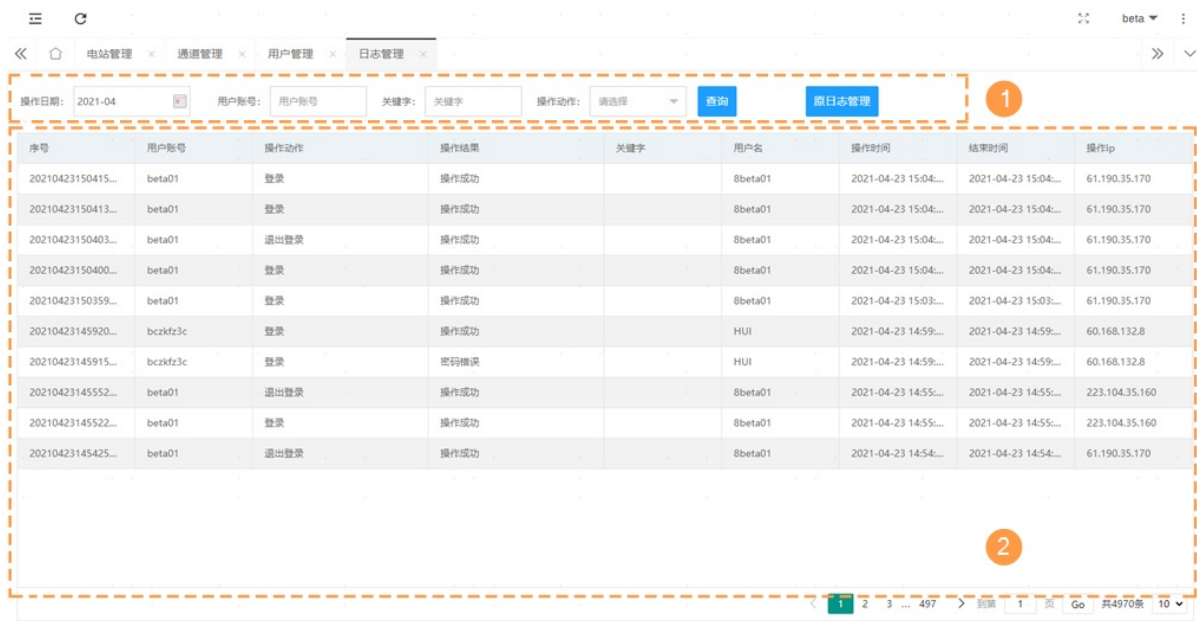 beta
电站管理 通道管理 用户管理 日志管理
操作日期： 2021-04 用户账号： 用户账号 关键字： 关键字 操作动作： 请选择 查询 原日志管理 1
序号 用户账号 操作动作 操作结果 关键字 用户名 操作时间 结束时间 操作ip
20210423150415... beta01 登录 操作成功 8beta01 2021-04-23 15:04:... 2021-04-23 15:04:... 61.190.35.170
20210423150413... beta01 登录 操作成功 8beta01 2021-04-23 15:04:... 2021-04-23 15:04:... 61.190.35.170
20210423150403... beta01 退出登录 操作成功 8beta01 2021-04-23 15:04:... 2021-04-23 15:04:... 61.190.35.170
20210423150400... beta01 登录 操作成功 8beta01 2021-04-23 15:04:... 2021-04-23 15:04:... 61.190.35.170
20210423150359... beta01 登录 操作成功 8beta01 2021-04-23 15:03:... 2021-04-23 15:03:... 61.190.35.170
20210423145920... bczkfz3c 登录 操作成功 HUI 2021-04-23 14:59:... 2021-04-23 14:59:... 60.168.132.8
20210423145915... bczkfz3c 登录 密码错误 HUI 2021-04-23 14:59:... 2021-04-23 14:59:... 60.168.132.8
20210423145552... beta01 退出登录 操作成功 8beta01 2021-04-23 14:55:... 2021-04-23 14:55:... 223.104.35.160
20210423145522... beta01 登录 操作成功 8beta01 2021-04-23 14:55:... 2021-04-23 14:55:... 223.104.35.160
20210423145425... beta01 退出登录 操作成功 8beta01 2021-04-23 14:54:... 2021-04-23 14:54:... 61.190.35.170
2
1 2 3 ... 497 到第 1 页 Go 共4970条 10